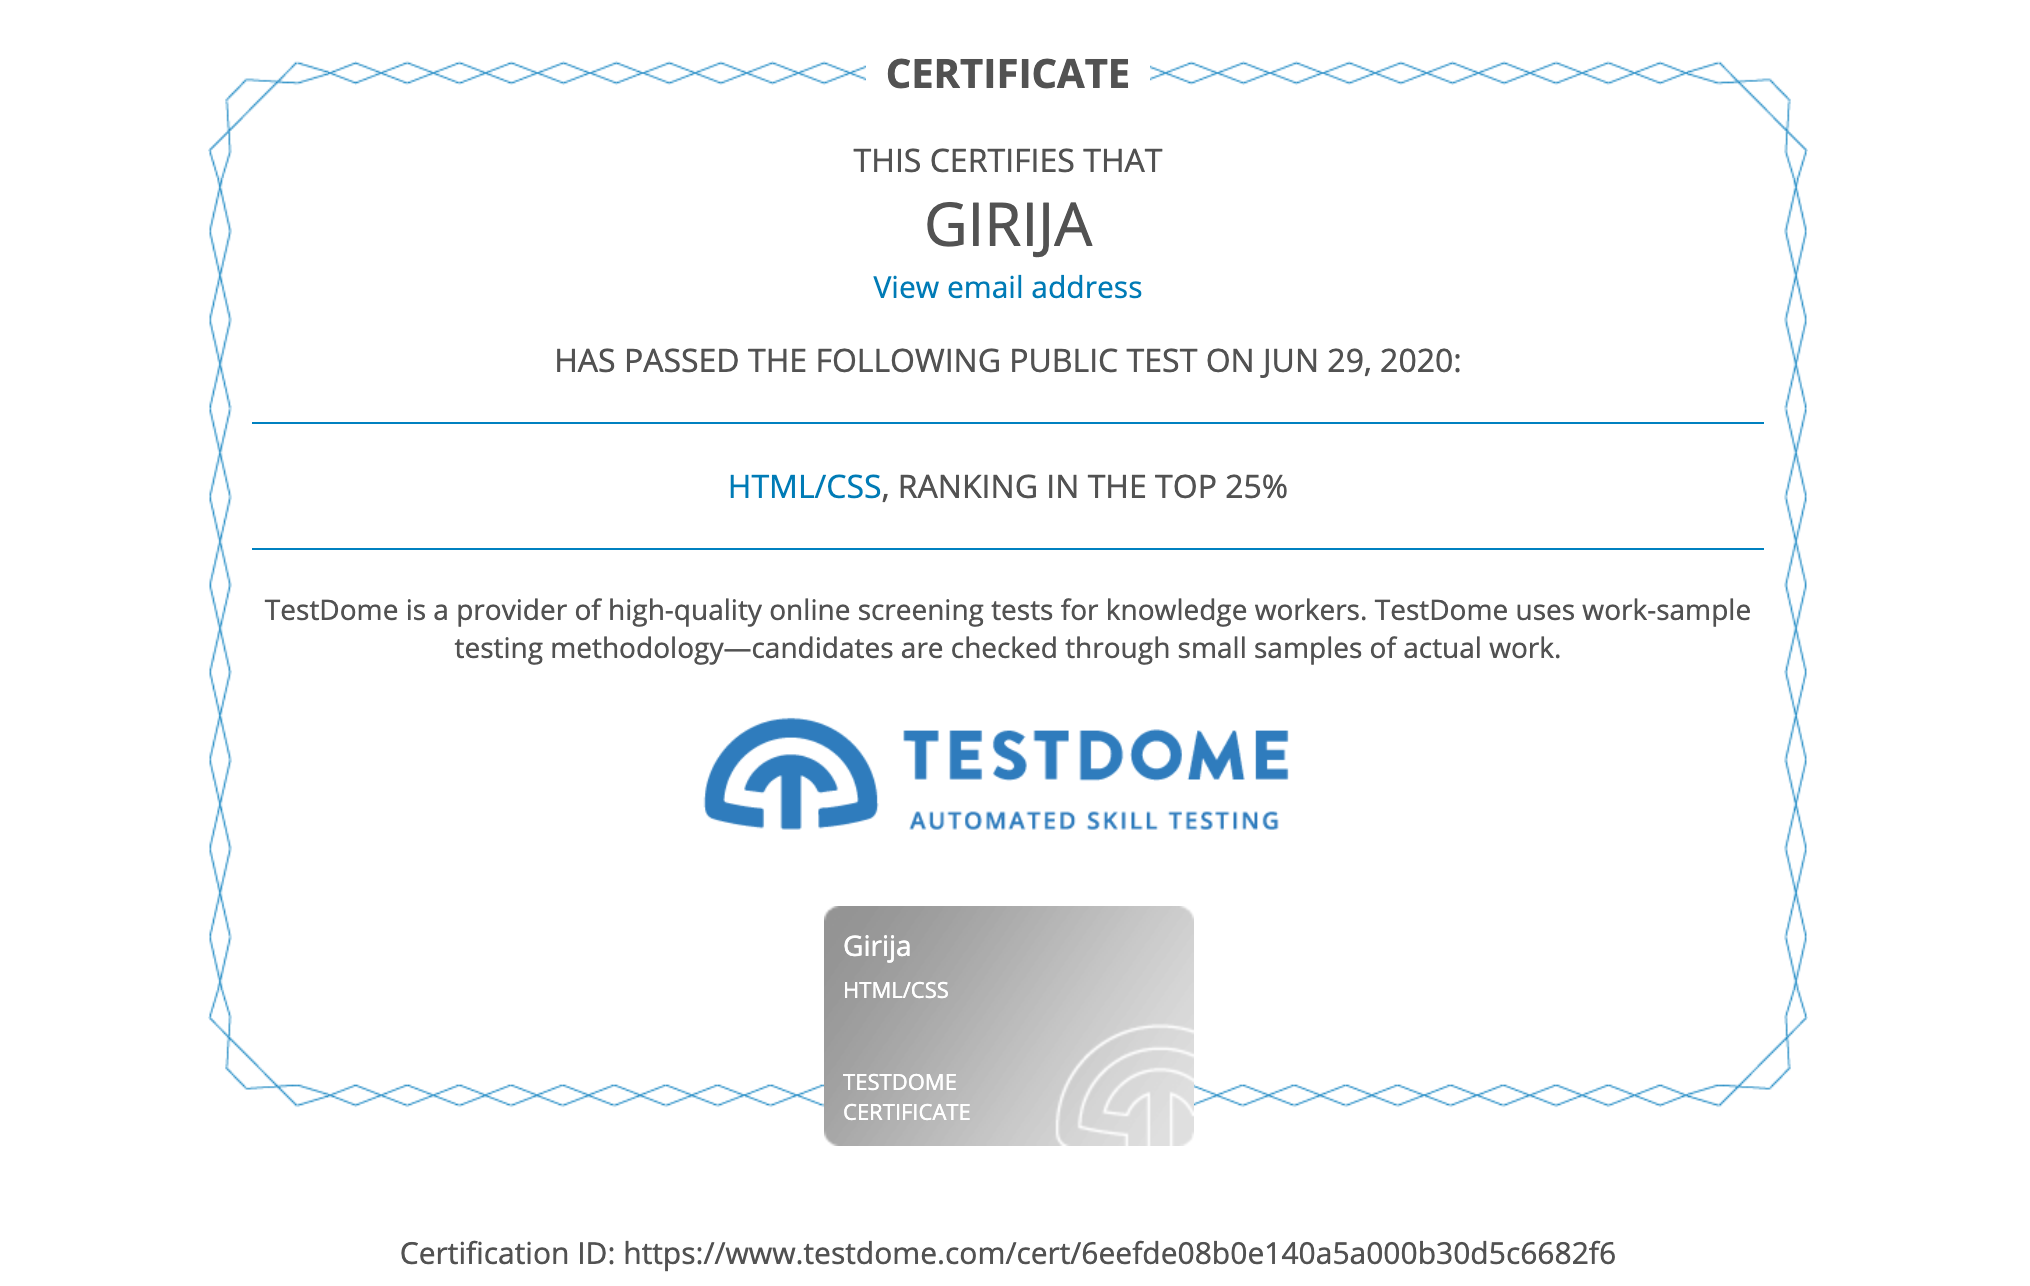 CERTIFICATE
THIS CERTIFIES THAT
GIRIJA
View email address
HAS PASSED THE FOLLOWING PUBLIC TEST ON JUN 29, 2020:
HTML/CSS, RANKING IN THE TOP 25%
TestDome is a provider of high-quality online screening tests for knowledge workers. TestDome uses work-sample
testing methodology—candidates are checked through small samples of actual work.
TESTDOME
AUTOMATED SKILL TESTING
Girija
HTML/CSS
TESTDOME
CERTIFICATE
Certification ID: https://www.testdome.com/cert/6eefde08b0e140a5a000b30d5c6682f6